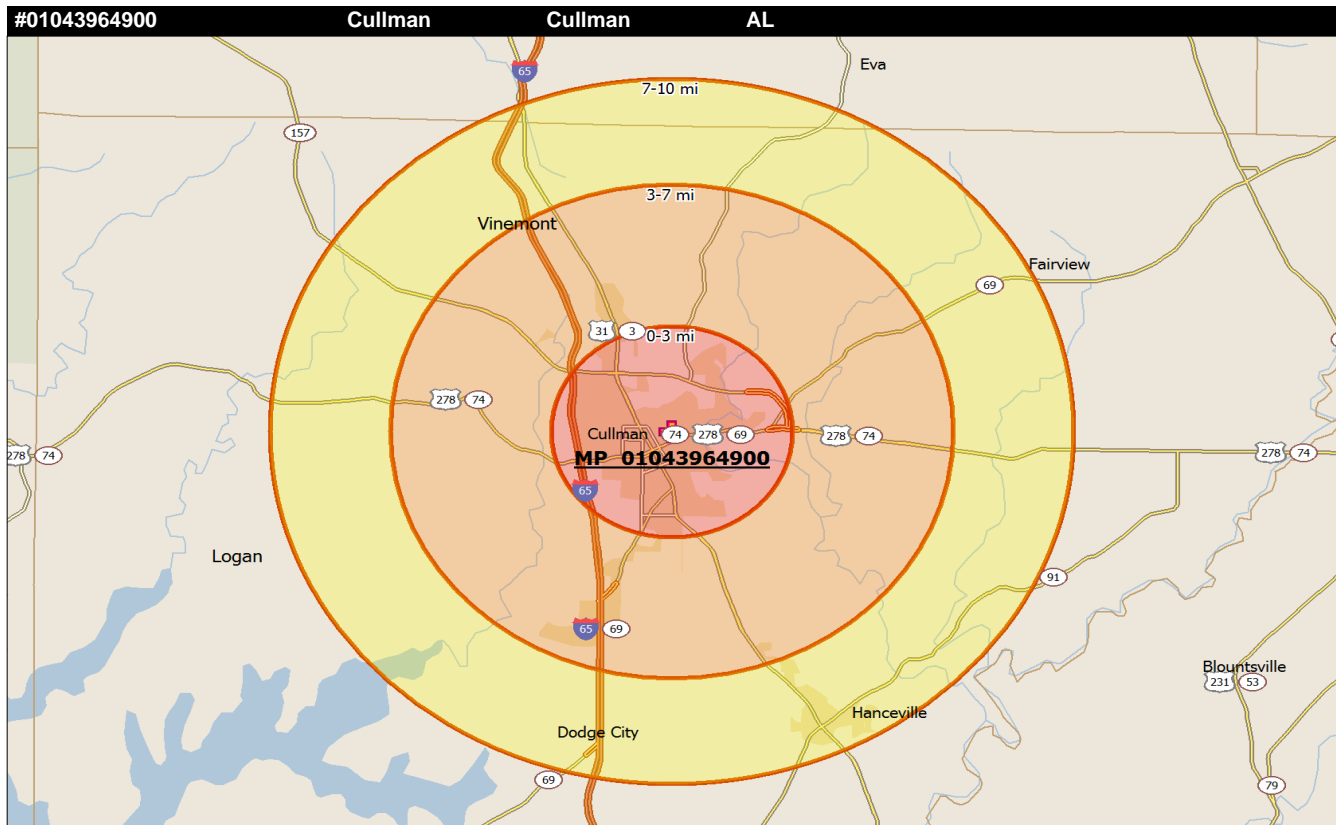 #01043964900 Cullman Cullman AL
65
Eva
7-10 mi
157
3-7 mi
Vinemont
Fairview
69
31 3 0-3 mi
278 74
Cullman 74 278 69
278 74
278 74
278 74
MP 01043964900
65
Logan
91
65 69
Blountsville
231 53
Hanceville
Dodge City
69
79